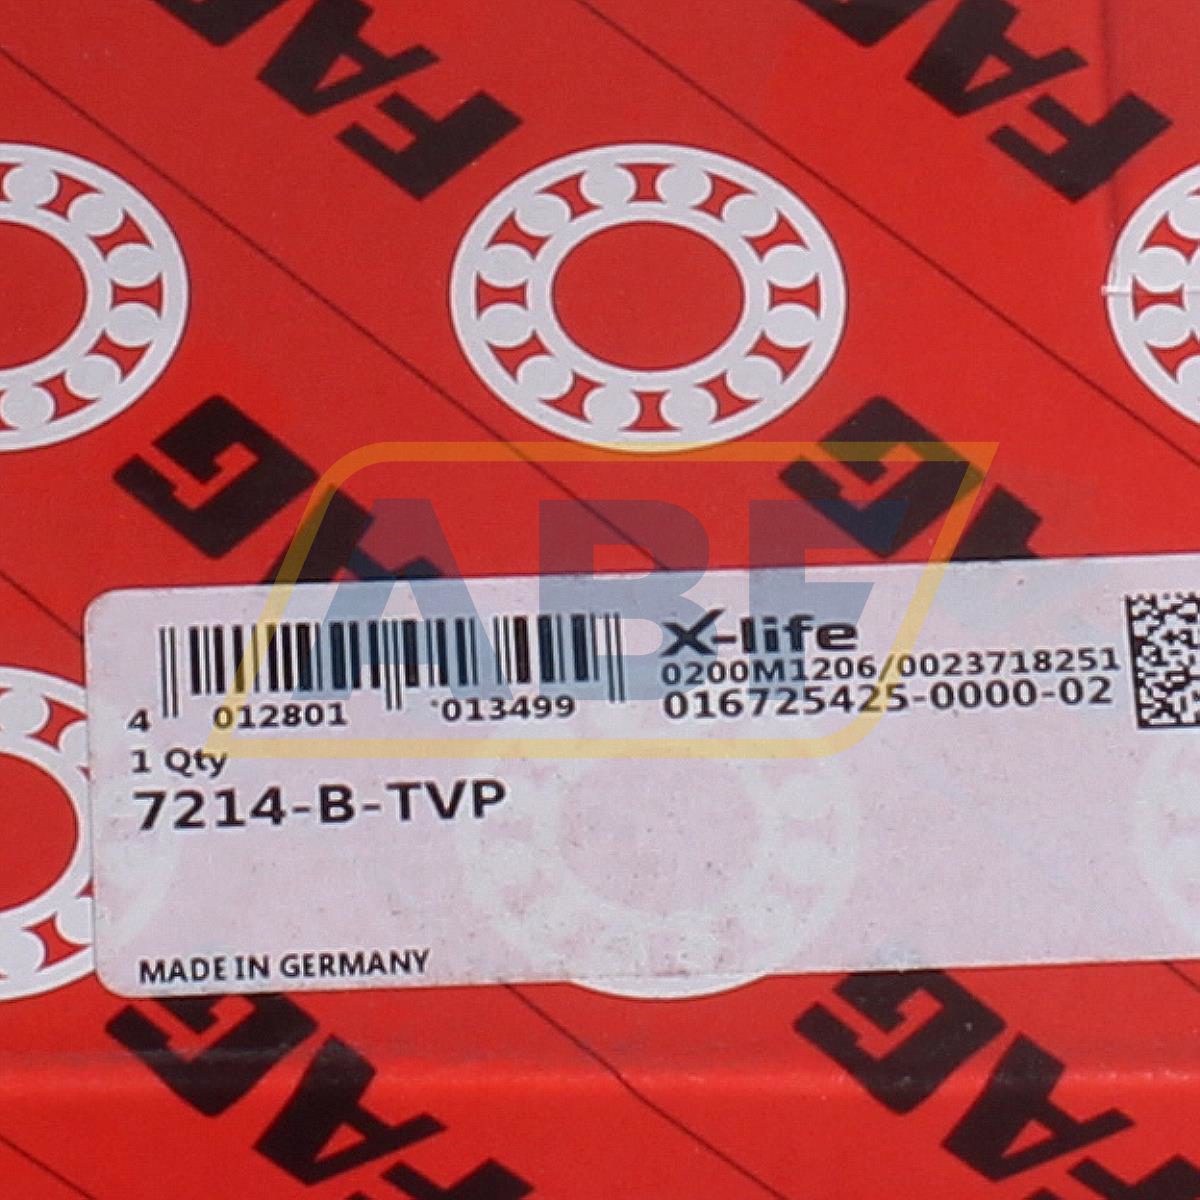 FAG
FAG
FAG
FAG
ABF
X-life
0200M1206/0023718251
016725425-0000-02
4 012801 013499
1 Qty
7214-B-TVP
MADE IN GERMANY
FAG
FAG